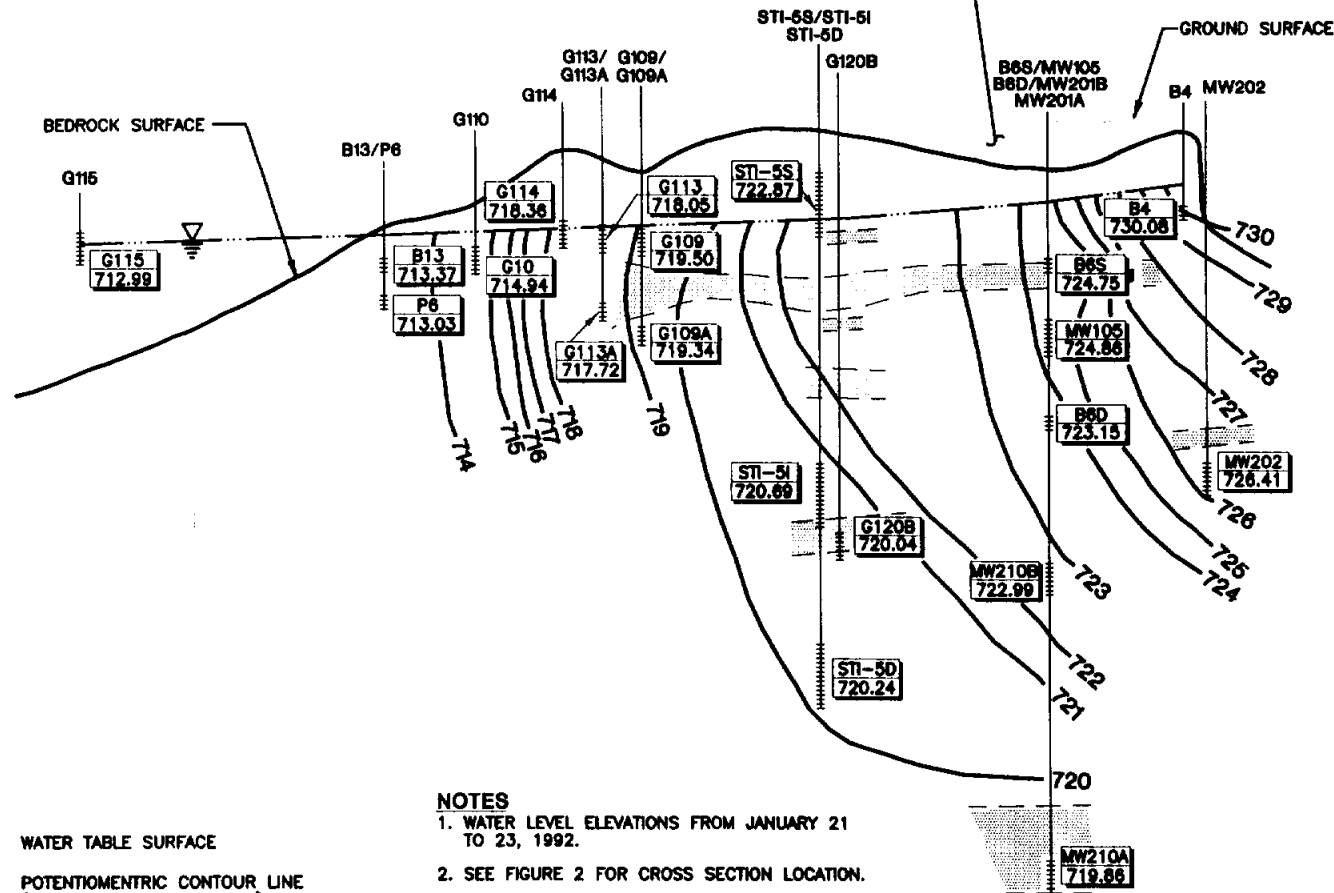 STI-5S/STI-5I
STI-5D
GROUND SURFACE
G113/
G113A
G109/
G109A
G120B
B6S/MW105
B6D/MW201B
MW201A
B4
MW202
G114
BEDROCK SURFACE
G110
B13/P6
G115
STI-5S
722.87
G114
718.36
G113
718.05
B4
730.08
730
G115
712.99
B13
713.37
G10
714.94
G109
719.50
B6S
724.75
729
P6
713.03
G113A
717.72
G109A
719.34
MW105
724.86
728
727
714
715
716
717
718
719
B6D
723.15
MW202
726.41
STI-5I
720.69
G120B
720.04
726
725
724
MW210B
722.99
723
STI-5D
720.24
722
721
720
NOTES
1. WATER LEVEL ELEVATIONS FROM JANUARY 21
TO 23, 1992.
2. SEE FIGURE 2 FOR CROSS SECTION LOCATION.
WATER TABLE SURFACE
POTENTIOMENTRIC CONTOUR LINE
MW210A
719.86